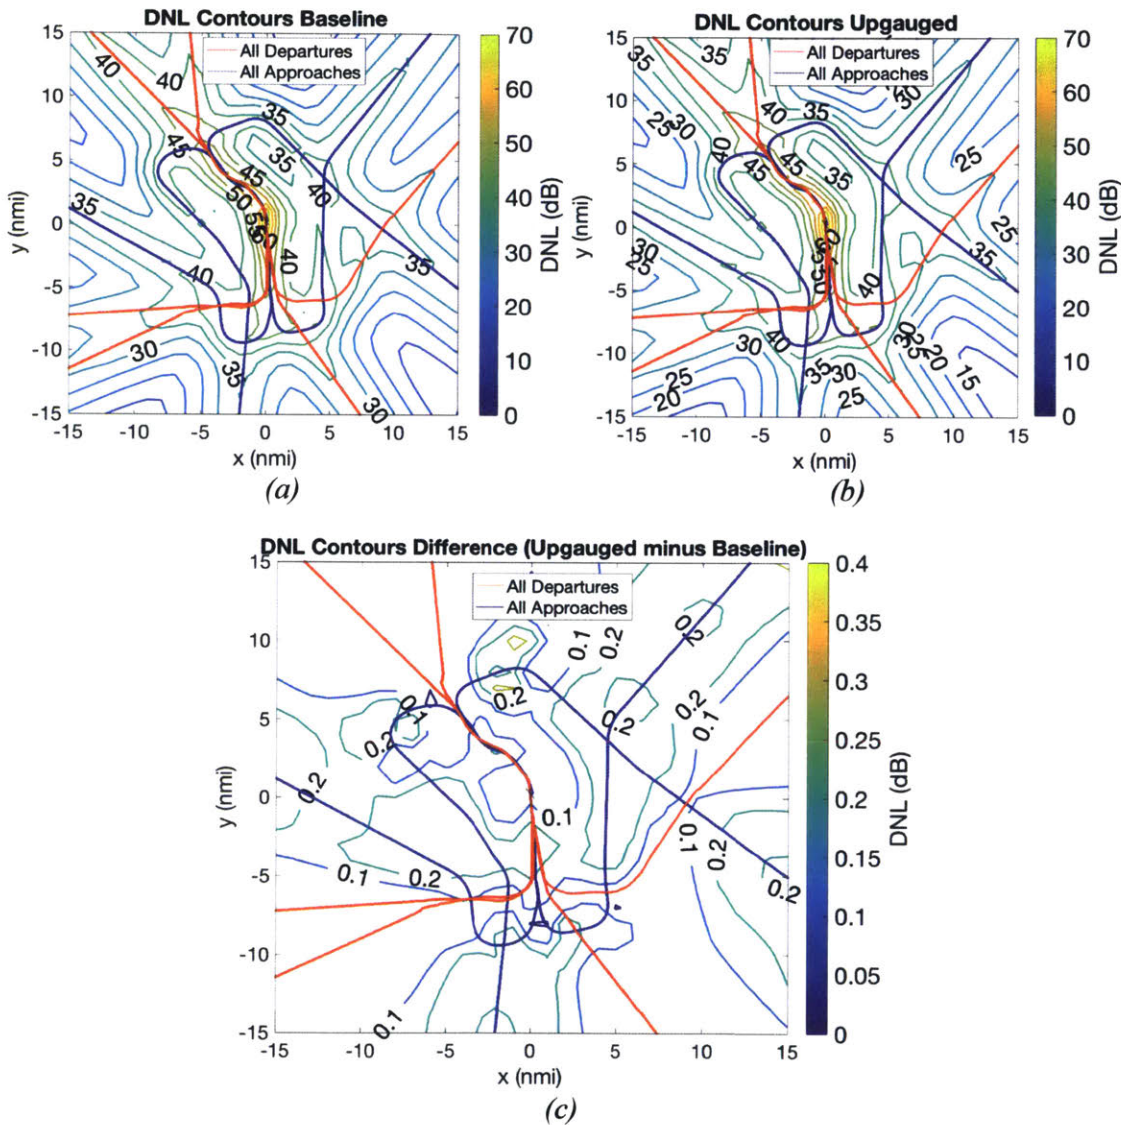 DNL Contours Baseline
All Departures
All Approaches
15
10
5
0
-5
-10
-15
-15 -10 -5 0 5 10 15
y (nmi)
x (nmi)
40 40 35 45 35 45 50 40 35 40 40 35 30 35 30
70
60
50
40
30
20
10
0
DNL (dB)
(a)
DNL Contours Upgauged
All Departures
All Approaches
15
10
5
0
-5
-10
-15
-15 -10 -5 0 5 10 15
y (nmi)
x (nmi)
35 35 40 30 35 30 25 40 45 45 35 25 25 30 25 35 40 40 35 30 20 15 25 20 25
70
60
50
40
30
20
10
0
DNL (dB)
(b)
DNL Contours Difference (Upgauged minus Baseline)
All Departures
All Approaches
15
10
5
0
-5
-10
-15
-15 -10 -5 0 5 10 15
y (nmi)
x (nmi)
0.1 0.2 0.2 0.1 0.2 0.2 0.2 0.1 0.2 0.2 0.1 0.1 0.2 0.1 0.2 0.2 0.1
0.4
0.35
0.3
0.25
0.2
0.15
0.1
0.05
0
DNL (dB)
(c)